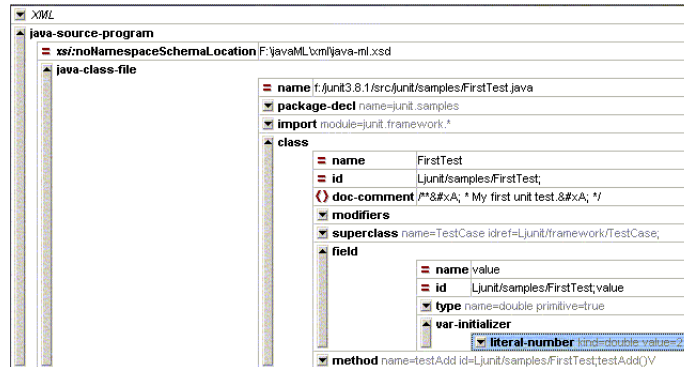 XML
java-source-program
= xsi:noNamespaceSchemaLocation F:\javaML\xml\java-ml.xsd
java-class-file
= name f:/junit3.8.1/src/junit/samples/FirstTest.java
package-decl name=junit.samples
import module=junit.framework.*
class
= name FirstTest
= id Ljunit/samples/FirstTest;
() doc-comment /**&#xA; * My first unit test.&#xA; */
modifiers
superclass name=TestCase idref=Ljunit/framework/TestCase;
field
= name value
= id Ljunit/samples/FirstTest;value
type name=double primitive=true
var-initializer
literal-number kind=double value=2
method name=testAdd id=Ljunit/samples/FirstTest;testAdd()V